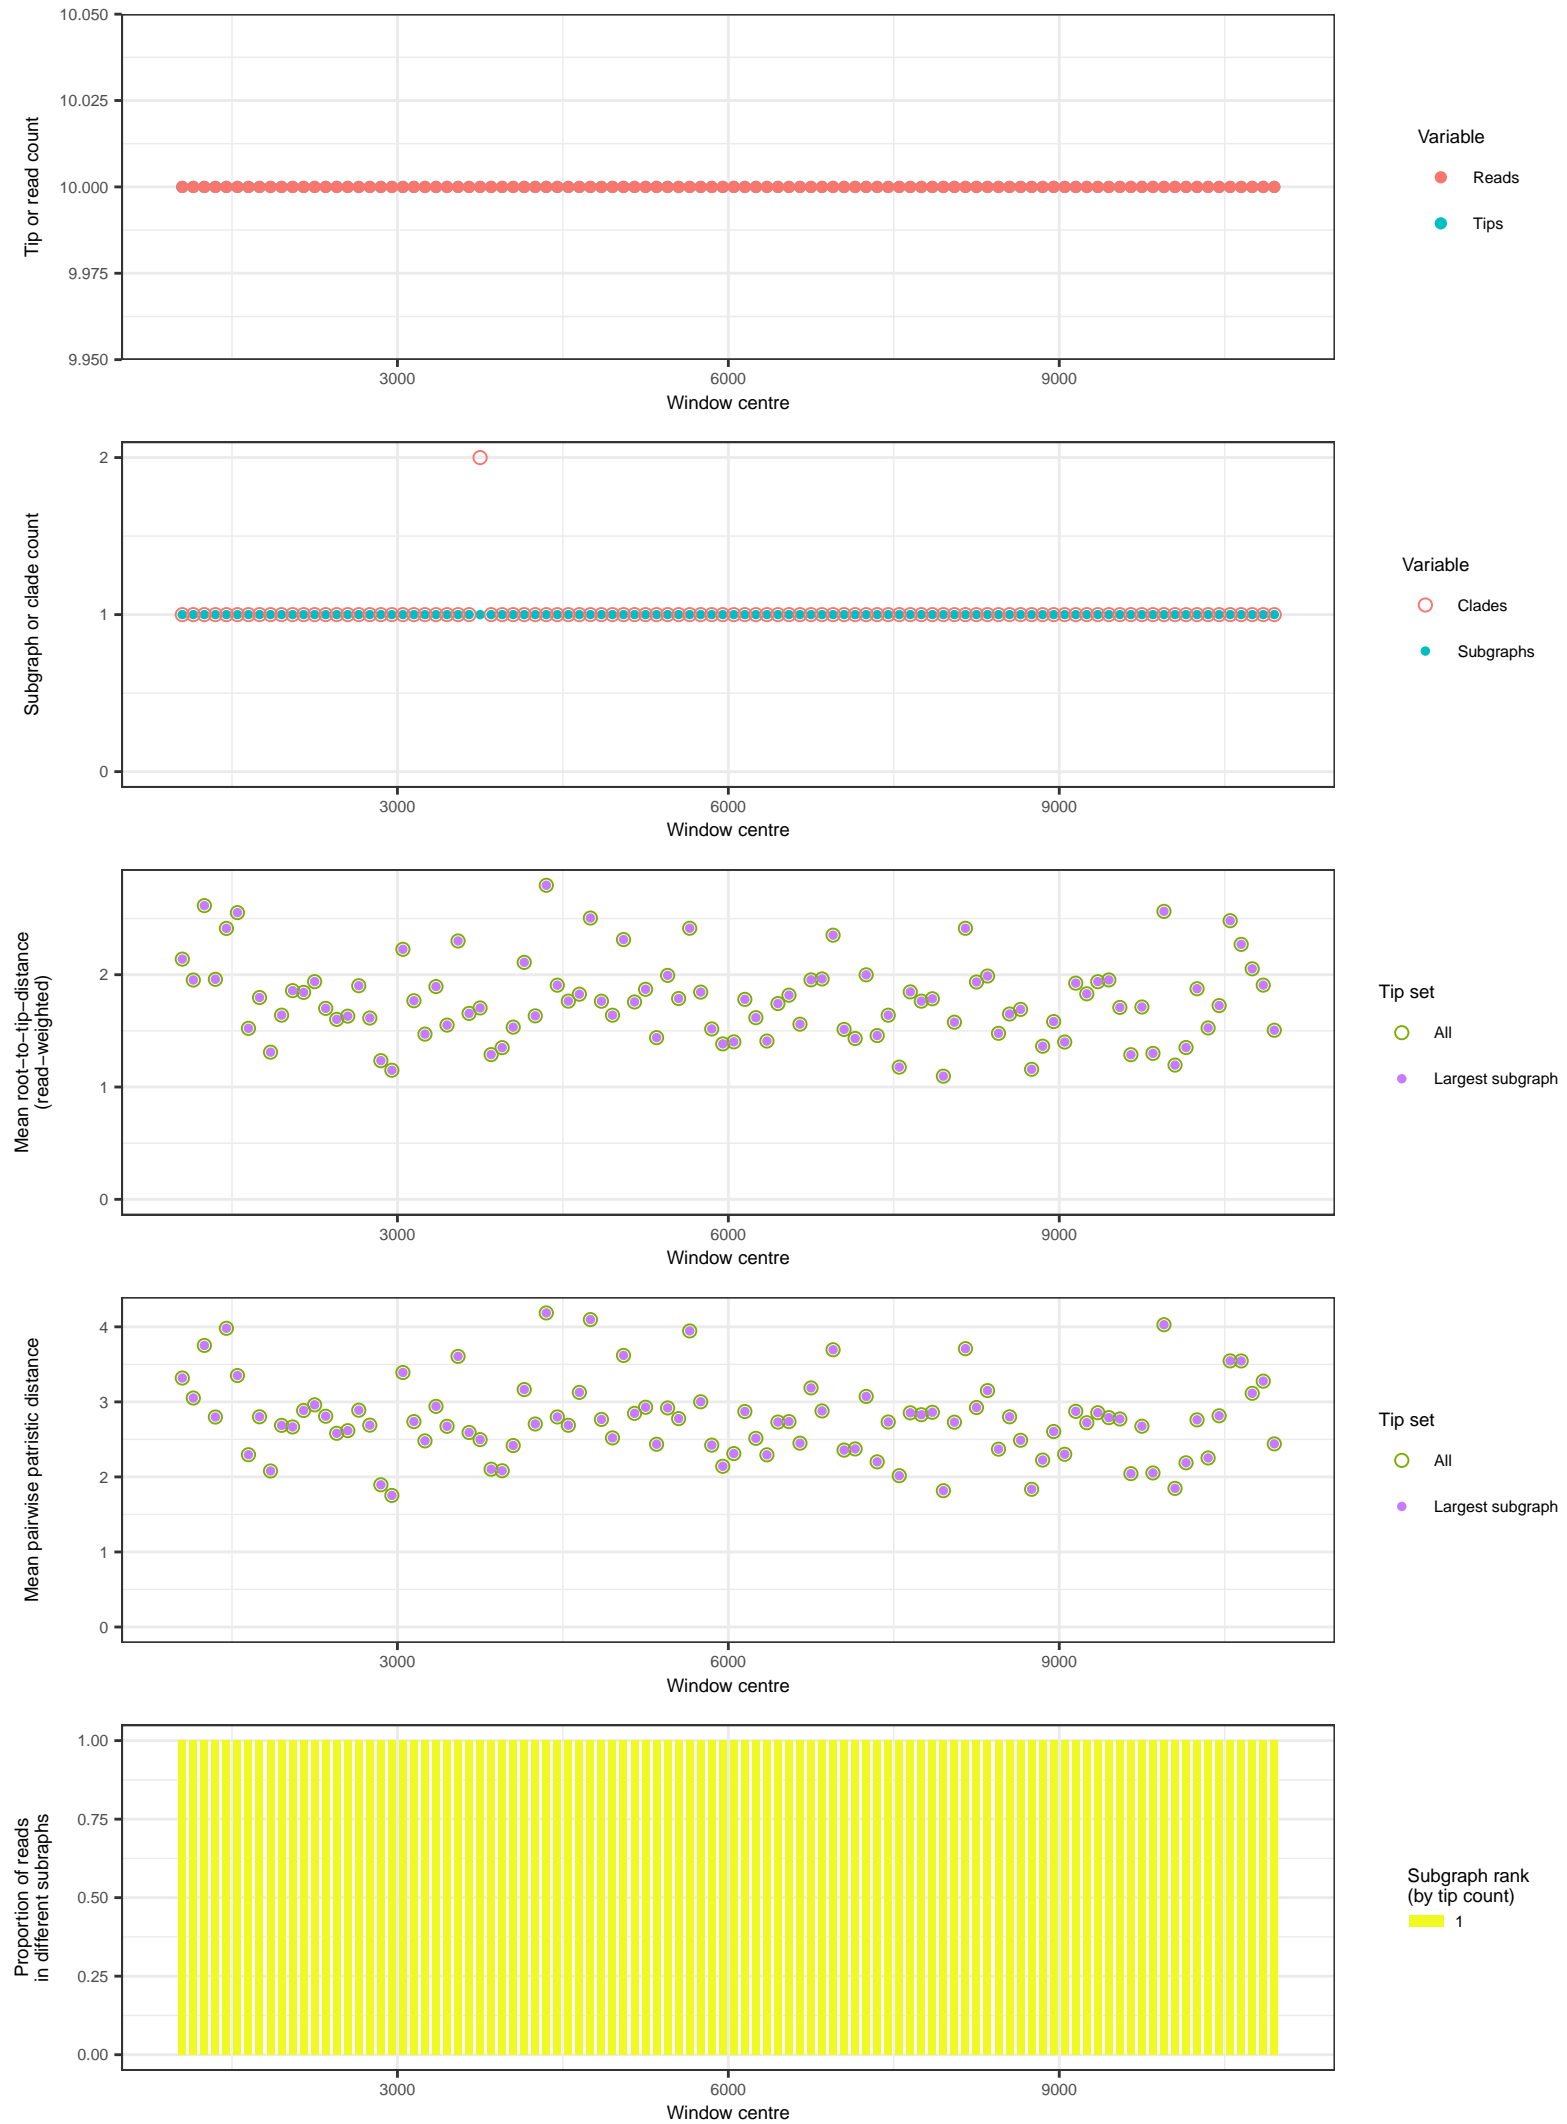 10.050
10.025
10.000
9.975
9.950
Tip or read count
3000
6000
9000
Window centre
Variable
Reads
Tips
2
1
0
Subgraph or clade count
3000
6000
9000
Window centre
Variable
Clades
Subgraphs
2
1
0
Mean root−to−tip−distance
(read−weighted)
3000
6000
9000
Window centre
Tip set
All
Largest subgraph
4
3
2
1
0
Mean pairwise patristic distance
3000
6000
9000
Window centre
Tip set
All
Largest subgraph
1.00
0.75
0.50
0.25
0.00
Proportion of reads
in different subraphs
3000
6000
9000
Window centre
Subgraph rank
(by tip count)
1